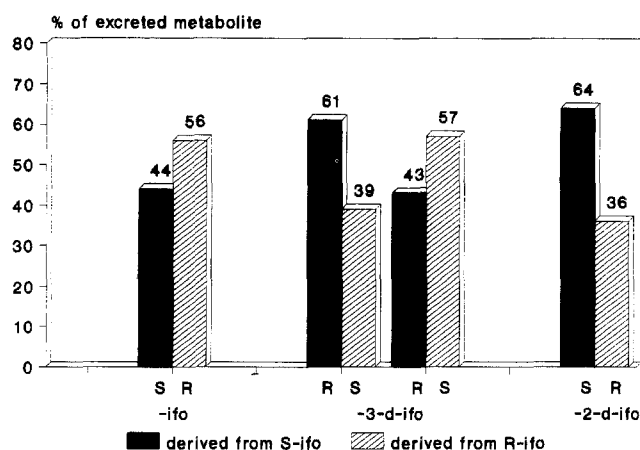 % of excreted metabolite
80
70
60
50
40
30
20
10
0
44
56
61
39
43
57
64
36
S R
R S
R S
S R
-ifo
-3-d-ifo
-2-d-ifo
derived from S-ifo
derived from R-ifo